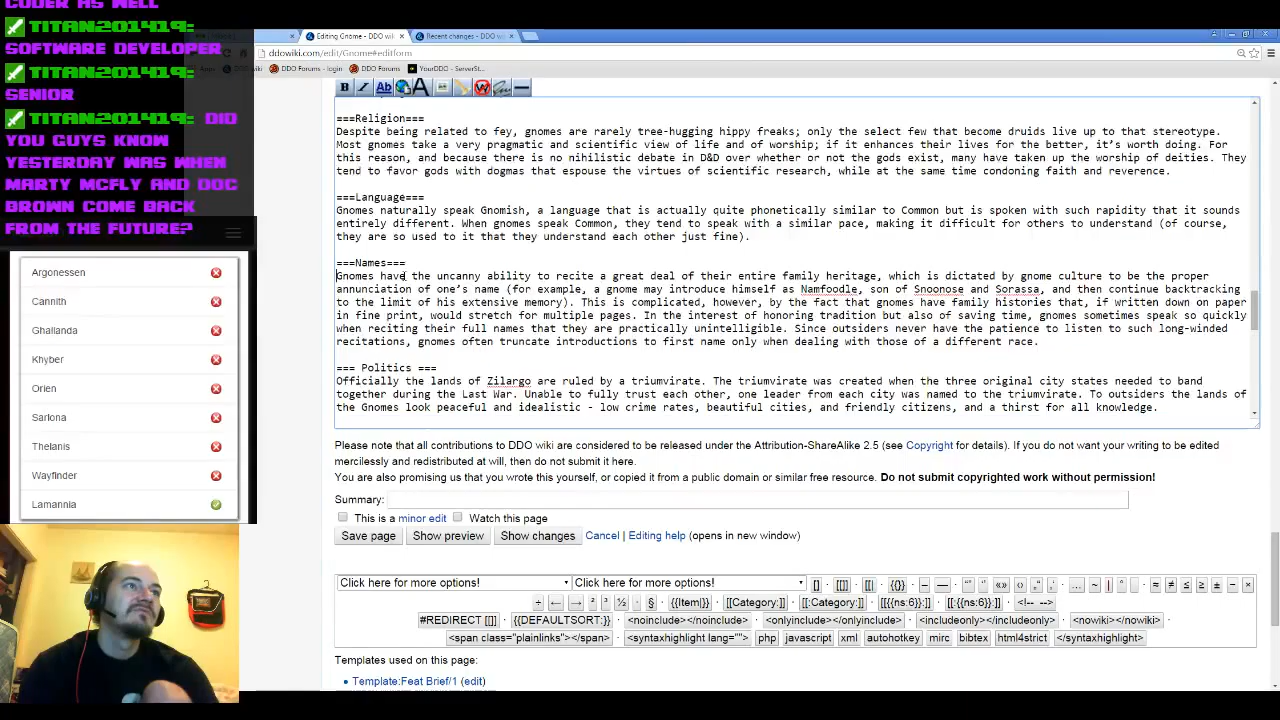 CODER AS WELL
TITAN201419:
SOFTWARE DEVELOPER
TITAN201419:
SENIOR
TITAN201419: DID
YOU GUYS KNOW
YESTERDAY WAS WHEN
MARTY MCFLY AND DOC
BROWN COME BACK
FROM THE FUTURE?
Argonessen
Cannith
Ghallanda
Khyber
Orien
Sarlona
Thelanis
Wayfinder
Lamannia
Editing Gnome - DDO wiki
Recent changes - DDO wi
ddowiki.com/edit/Gnome#editform
DDO Forums - login
DDO Forums
YourDDO - ServerSt...
===Religion===
Despite being related to fey, gnomes are rarely tree-hugging hippy freaks; only the select few that become druids live up to that stereotype.
Most gnomes take a very pragmatic and scientific view of life and of worship; if it enhances their lives for the better, it's worth doing. For
this reason, and because there is no nihilistic debate in D&D over whether or not the gods exist, many have taken up the worship of deities. They
tend to favor gods with dogmas that espouse the virtues of scientific research, while at the same time condoning faith and reverence.
===Language===
Gnomes naturally speak Gnomish, a language that is actually quite phonetically similar to Common but is spoken with such rapidity that it sounds
entirely different. When gnomes speak Common, they tend to speak with a similar pace, making it difficult for others to understand (of course,
they are so used to it that they understand each other just fine).
===Names===
Gnomes have the uncanny ability to recite a great deal of their entire family heritage, which is dictated by gnome culture to be the proper
annunciation of one's name (for example, a gnome may introduce himself as Namfoodle, son of Snoonose and Sorassa, and then continue backtracking
to the limit of his extensive memory). This is complicated, however, by the fact that gnomes have family histories that, if written down on paper
in fine print, would stretch for multiple pages. In the interest of honoring tradition but also of saving time, gnomes sometimes speak so quickly
when reciting their full names that they are practically unintelligible. Since outsiders never have the patience to listen to such long-winded
recitations, gnomes often truncate introductions to first name only when dealing with those of a different race.
=== Politics ===
Officially the lands of Zilargo are ruled by a triumvirate. The triumvirate was created when the three original city states needed to band
together during the Last War. Unable to fully trust each other, one leader from each city was named to the triumvirate. To outsiders the lands of
the Gnomes look peaceful and idealistic - low crime rates, beautiful cities, and friendly citizens, and a thirst for all knowledge.
Please note that all contributions to DDO wiki are considered to be released under the Attribution-ShareAlike 2.5 (see Copyright for details). If you do not want your writing to be edited
mercilessly and redistributed at will, then do not submit it here.
You are also promising us that you wrote this yourself, or copied it from a public domain or similar free resource. Do not submit copyrighted work without permission!
Summary:
This is a minor edit Watch this page
Save page Show preview Show changes Cancel | Editing help (opens in new window)
Click here for more options! Click here for more options! [] · [[]] · [[|]] · {{}} · – · — · “” · ‘’ · «» · ‹› · „“ · ‚‘ · … · ~ · | · ° · · ≈ · ≠ · ≤ · ≥ · ± · − · ×
÷ · ← · → · ² · ³ · ½ · § · {{Item|}} · [[Category:]] · [[:Category:]] · [[{{ns:6}}:]] · [[:{{ns:6}}:]] · <!-- -->
#REDIRECT [[]] · {{DEFAULTSORT:}} · <noinclude></noinclude> · <onlyinclude></onlyinclude> · <includeonly></includeonly> · <nowiki></nowiki> ·
<span class="plainlinks"></span> · <syntaxhighlight lang=""> · php · javascript · xml · autohotkey · mirc · bibtex · html4strict · </syntaxhighlight>
Templates used on this page:
Template:Feat Brief/1 (edit)